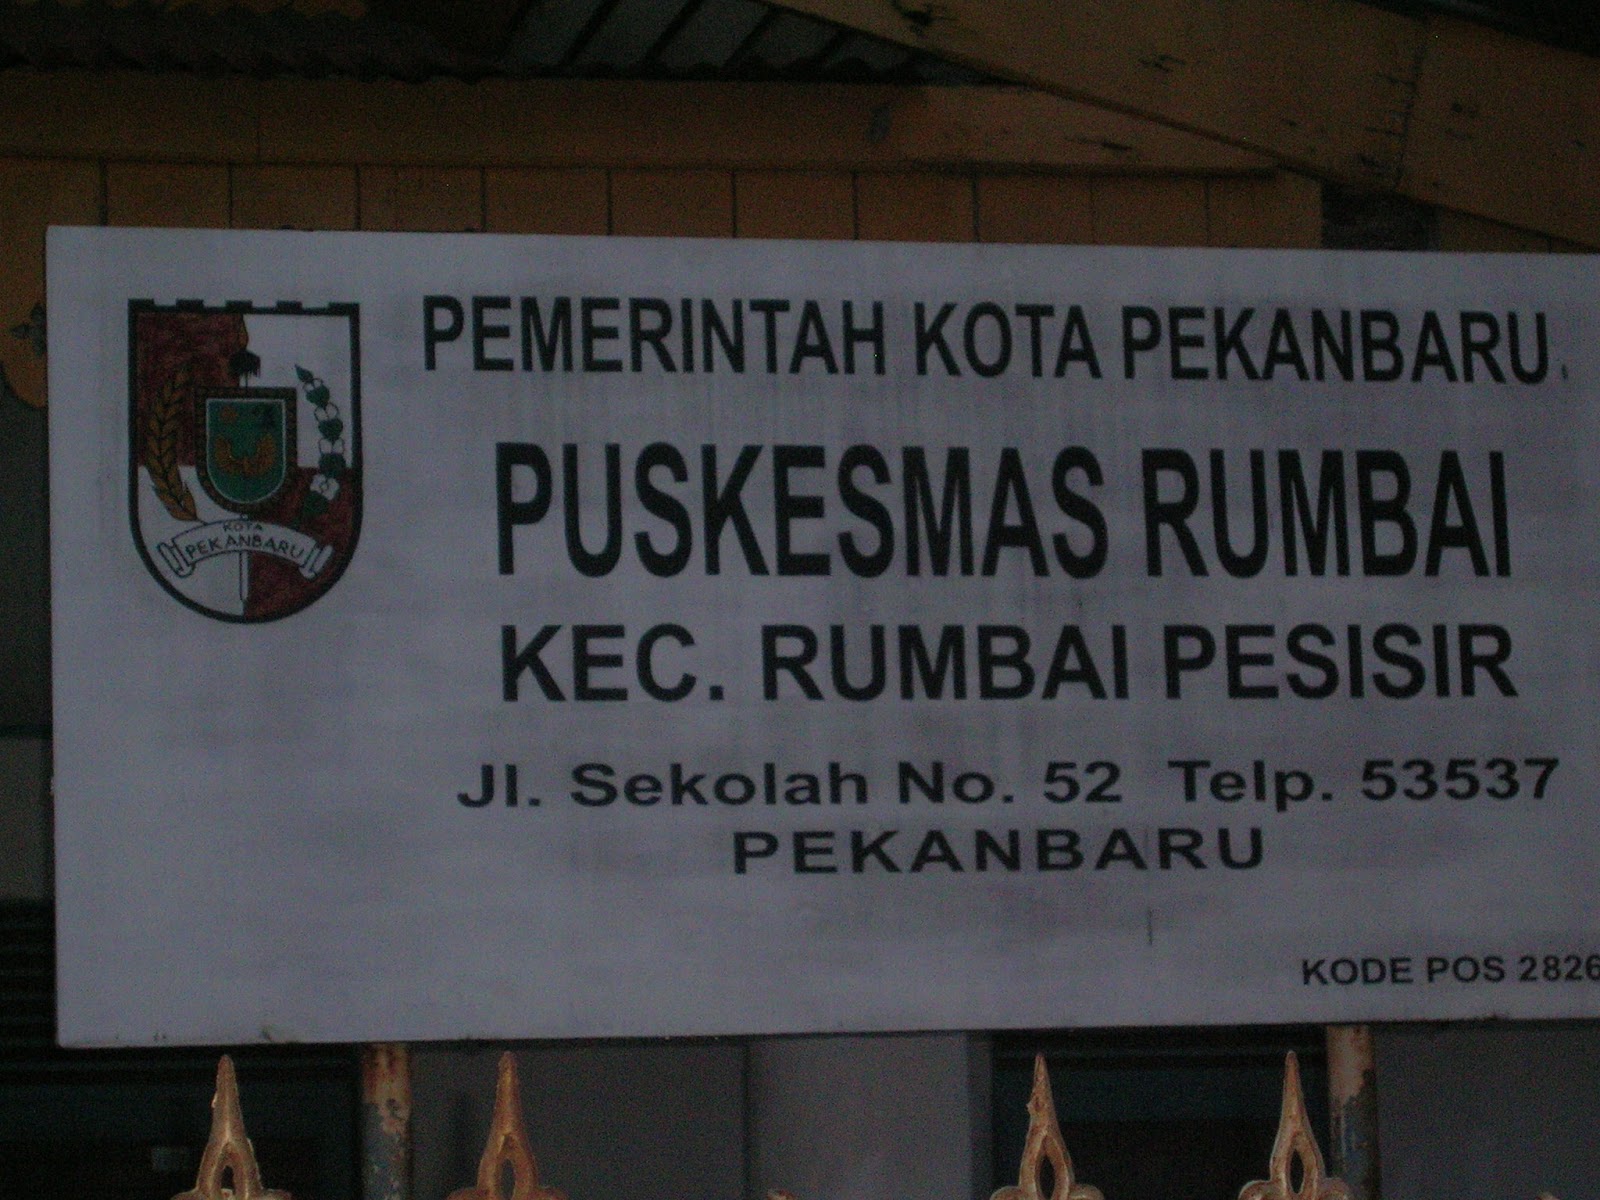 PEMERINTAH KOTA PEKANBARU
PUSKESMAS RUMBAI
KEC. RUMBAI PESISIR
Jl. Sekolah No. 52 Telp. 53537
PEKANBARU
KODE POS 2826
KOTA
PEKANBARU